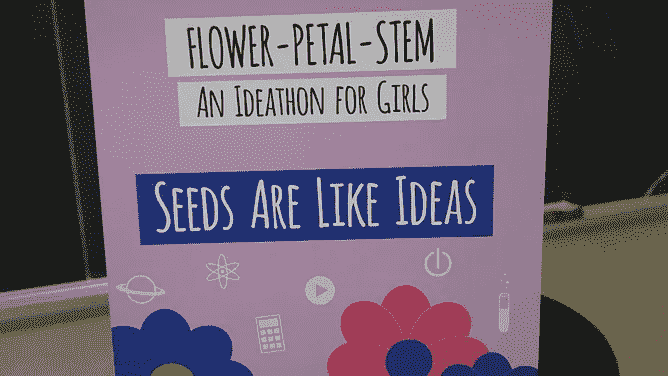 FLOWER-PETAL-STEM
AN IDEATHON FOR GIRLS
SEEDS ARE LIKE IDEAS